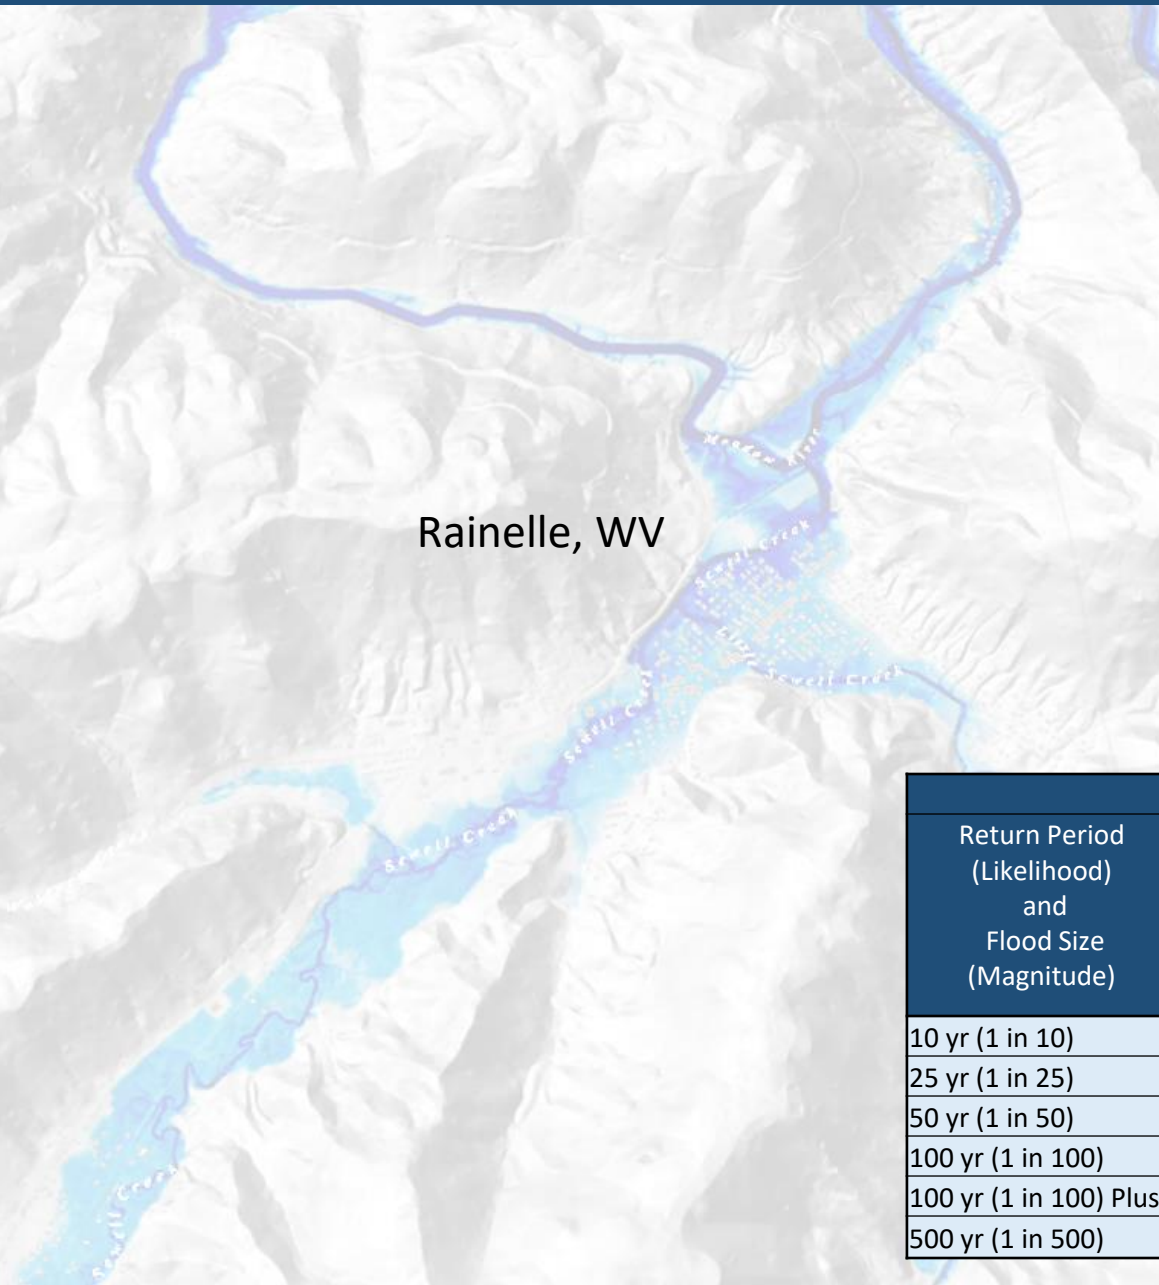 Meadow River
Rainelle, WV
Sewell Creek
Little Sewell Creek
Sewell Creek
Sewell Creek
Sewell Creek
Return Period
(Likelihood)
and
Flood Size
(Magnitude)
10 yr (1 in 10)
25 yr (1 in 25)
50 yr (1 in 50)
100 yr (1 in 100)
100 yr (1 in 100) Plus
500 yr (1 in 500)